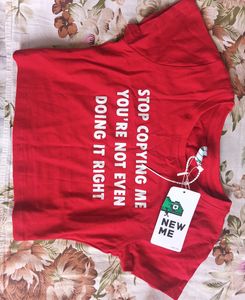 STOP COPYING ME
YOU'RE NOT EVEN
DOING IT RIGHT
NEW
ME